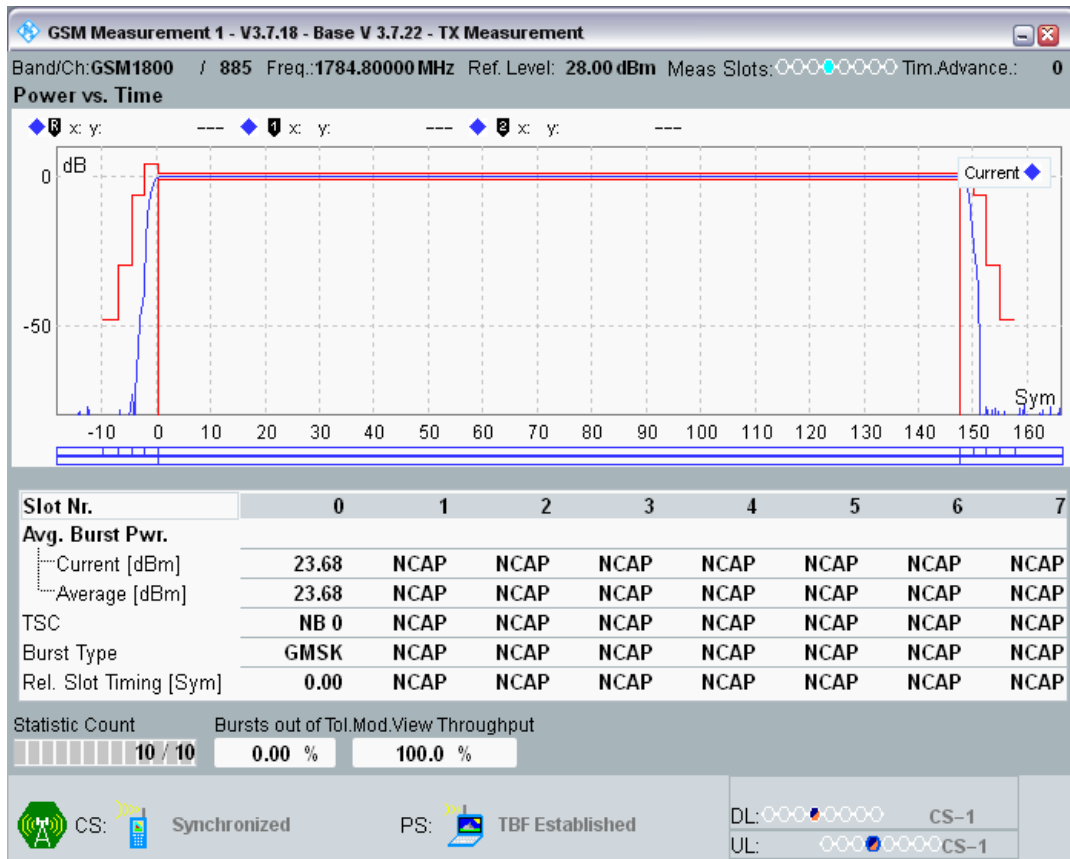 GSM Measurement 1 - V3.7.18 - Base V 3.7.22 - TX Measurement
Band/Ch:GSM1800 / 885 Freq.:1784.80000 MHz Ref. Level: 28.00 dBm Meas Slots: Tim.Advance.: 0
Power vs. Time
R x: y: --- 1 x: y: --- 2 x: y: ---
dB
0
Current
-50
Sym
-10 0 10 20 30 40 50 60 70 80 90 100 110 120 130 140 150 160
Slot Nr. 0 1 2 3 4 5 6 7
Avg. Burst Pwr.
Current [dBm] 23.68 NCAP NCAP NCAP NCAP NCAP NCAP NCAP
Average [dBm] 23.68 NCAP NCAP NCAP NCAP NCAP NCAP NCAP
TSC NB 0 NCAP NCAP NCAP NCAP NCAP NCAP NCAP
Burst Type GMSK NCAP NCAP NCAP NCAP NCAP NCAP NCAP
Rel. Slot Timing [Sym] 0.00 NCAP NCAP NCAP NCAP NCAP NCAP NCAP
Statistic Count Bursts out of Tol.Mod.View Throughput
10 / 10 0.00 % 100.0 %
CS: Synchronized PS: TBF Established
DL: CS-1
UL: CS-1